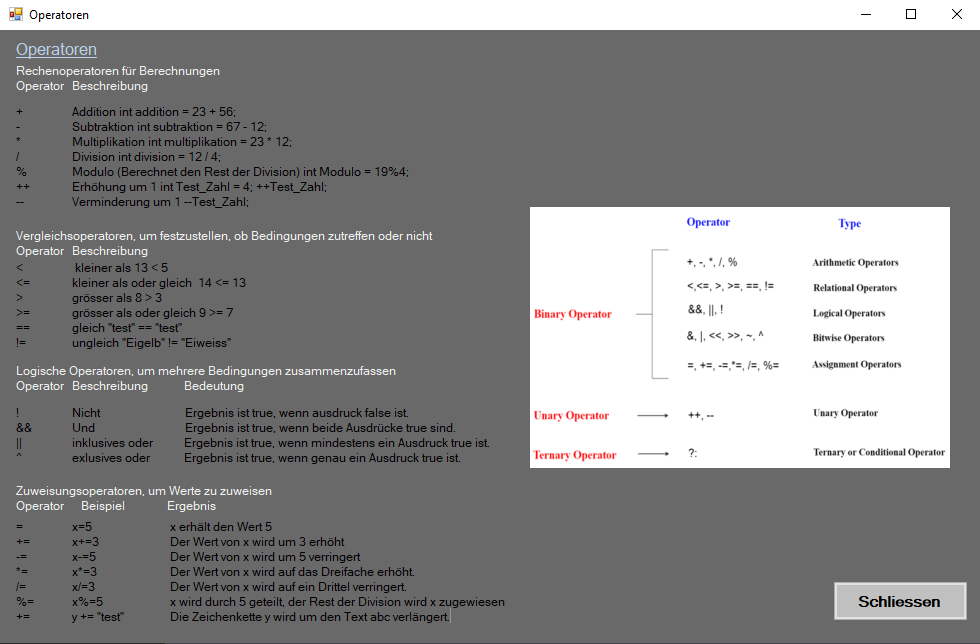 Operatoren
Operatoren
Rechenoperatoren für Berechnungen
Operator Beschreibung
+ Addition int addition = 23 + 56;
- Subtraktion int subtraktion = 67 - 12;
* Multiplikation int multiplikation = 23 * 12;
/ Division int division = 12 / 4;
% Modulo (Berechnet den Rest der Division) int Modulo = 19%4;
++ Erhöhung um 1 int Test_Zahl = 4; ++Test_Zahl;
-- Verminderung um 1 --Test_Zahl;
Vergleichsoperatoren, um festzustellen, ob Bedingungen zutreffen oder nicht
Operator Beschreibung
< kleiner als 13 < 5
<= kleiner als oder gleich 14 <= 13
> grösser als 8 > 3
>= grösser als oder gleich 9 >= 7
== gleich "test" == "test"
!= ungleich "Eigelb" != "Eiweiss"
Logische Operatoren, um mehrere Bedingungen zusammenzufassen
Operator Beschreibung Bedeutung
! Nicht Ergebnis ist true, wenn ausdruck false ist.
&& Und Ergebnis ist true, wenn beide Ausdrücke true sind.
|| inklusives oder Ergebnis ist true, wenn mindestens ein Ausdruck true ist.
^ exlusives oder Ergebnis ist true, wenn genau ein Ausdruck true ist.
Zuweisungsoperatoren, um Werte zu zuweisen
Operator Beispiel Ergebnis
= x=5 x erhält den Wert 5
+= x+=3 Der Wert von x wird um 3 erhöht
-= x-=5 Der Wert von x wird um 5 verringert
*= x*=3 Der Wert von x wird auf das Dreifache erhöht.
/= x/=3 Der Wert von x wird auf ein Drittel verringert.
%= x%=5 x wird durch 5 geteilt, der Rest der Division wird x zugewiesen
+= y += "test" Die Zeichenkette y wird um den Text abc verlängert.
Operator Type
+, -, *, /, % Arithmetic Operators
<,<=, >, >=, ==, != Relational Operators
Binary Operator
&&, ||, ! Logical Operators
&, |, <<, >>, ~, ^ Bitwise Operators
=, +=, -=,*=, /=, %= Assignment Operators
Unary Operator ++, -- Unary Operator
Ternary Operator ?: Ternary or Conditional Operator
Schliessen